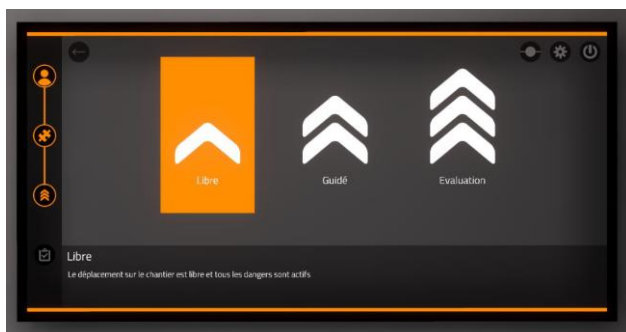 Libre
Guidé
Evaluation
Libre
Le déplacement sur le chantier est libre et tous les dangers sont actifs